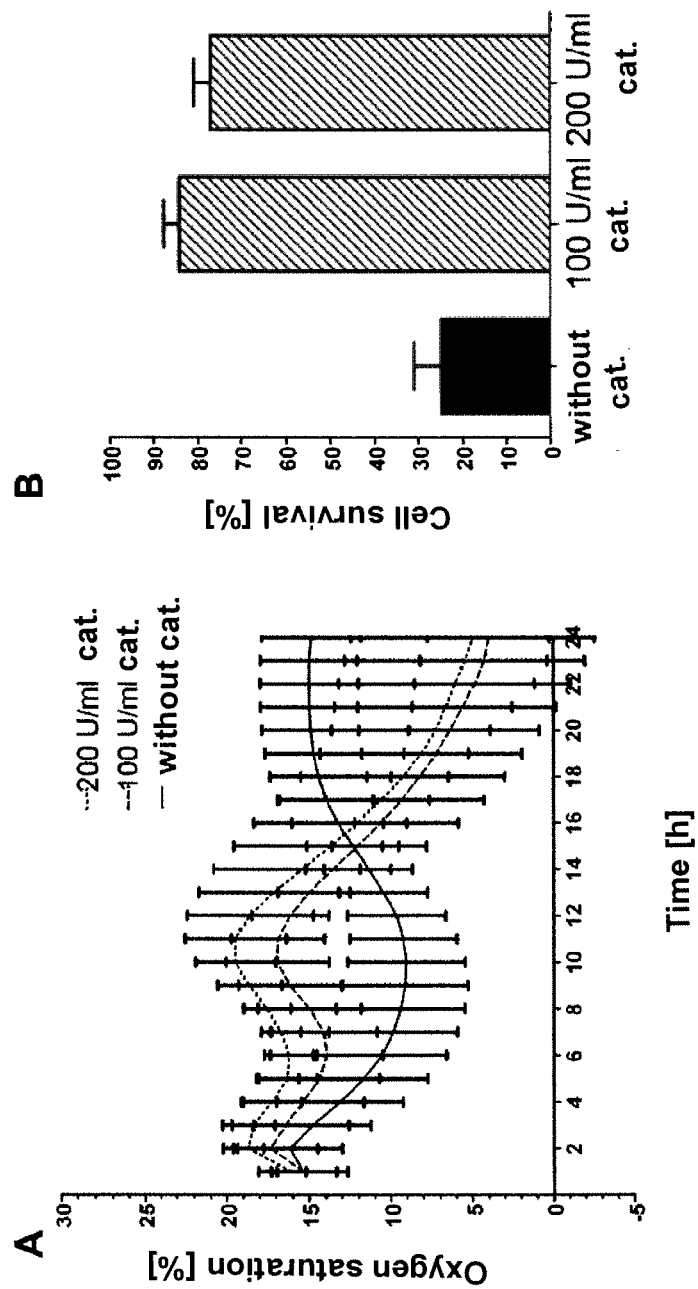 A
Oxygen saturation [%]
30
25
20
15
10
5
0
-5
2
4
6
8
10
12
14
16
18
20
22
24
Time [h]
200 U/ml cat.
100 U/ml cat.
without cat.
B
Cell survival [%]
100
90
80
70
60
50
40
30
20
10
0
without
cat.
100 U/ml
cat.
200 U/ml
cat.